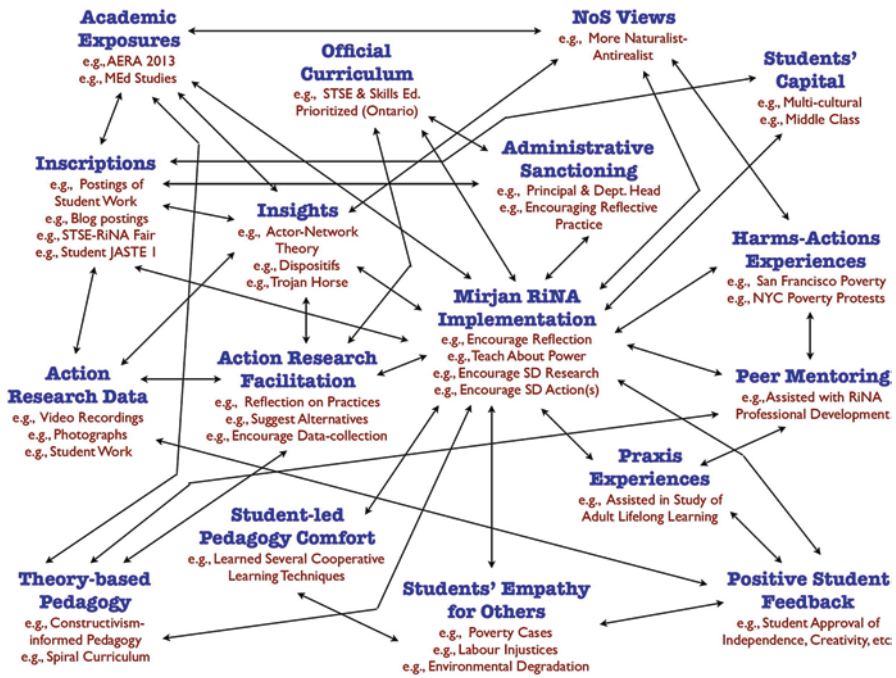 Academic
Exposures
e.g., AERA 2013
e.g., MEd Studies
Official
Curriculum
e.g., STSE & Skills Ed.
Prioritized (Ontario)
NoS Views
e.g., More Naturalist-
Antirealist
Students'
Capital
e.g., Multi-cultural
e.g., Middle Class
Inscriptions
e.g., Postings of
Student Work
e.g., Blog postings
e.g., STSE-RiNA Fair
e.g., Student JASTE 1
Insights
e.g., Actor-Network
Theory
e.g., Dispositifs
e.g., Trojan Horse
Administrative
Sanctioning
e.g., Principal & Dept. Head
e.g., Encouraging Reflective
Practice
Harms-Actions
Experiences
e.g., San Francisco Poverty
e.g., NYC Poverty Protests
Mirjan RiNA
Implementation
e.g., Encourage Reflection
e.g., Teach About Power
e.g., Encourage SD Research
e.g., Encourage SD Action(s)
Action
Research Data
e.g., Video Recordings
e.g., Photographs
e.g., Student Work
Action Research
Facilitation
e.g., Reflection on Practices
e.g., Suggest Alternatives
e.g., Encourage Data-collection
Peer Mentoring
e.g., Assisted with RiNA
Professional Development
Praxis
Experiences
e.g., Assisted in Study of
Adult Lifelong Learning
Student-led
Pedagogy Comfort
e.g., Learned Several Cooperative
Learning Techniques
Theory-based
Pedagogy
e.g., Constructivism-
informed Pedagogy
e.g., Spiral Curriculum
Students' Empathy
for Others
e.g., Poverty Cases
e.g., Labour Injustices
e.g., Environmental Degradation
Positive Student
Feedback
e.g., Student Approval of
Independence, Creativity, etc.